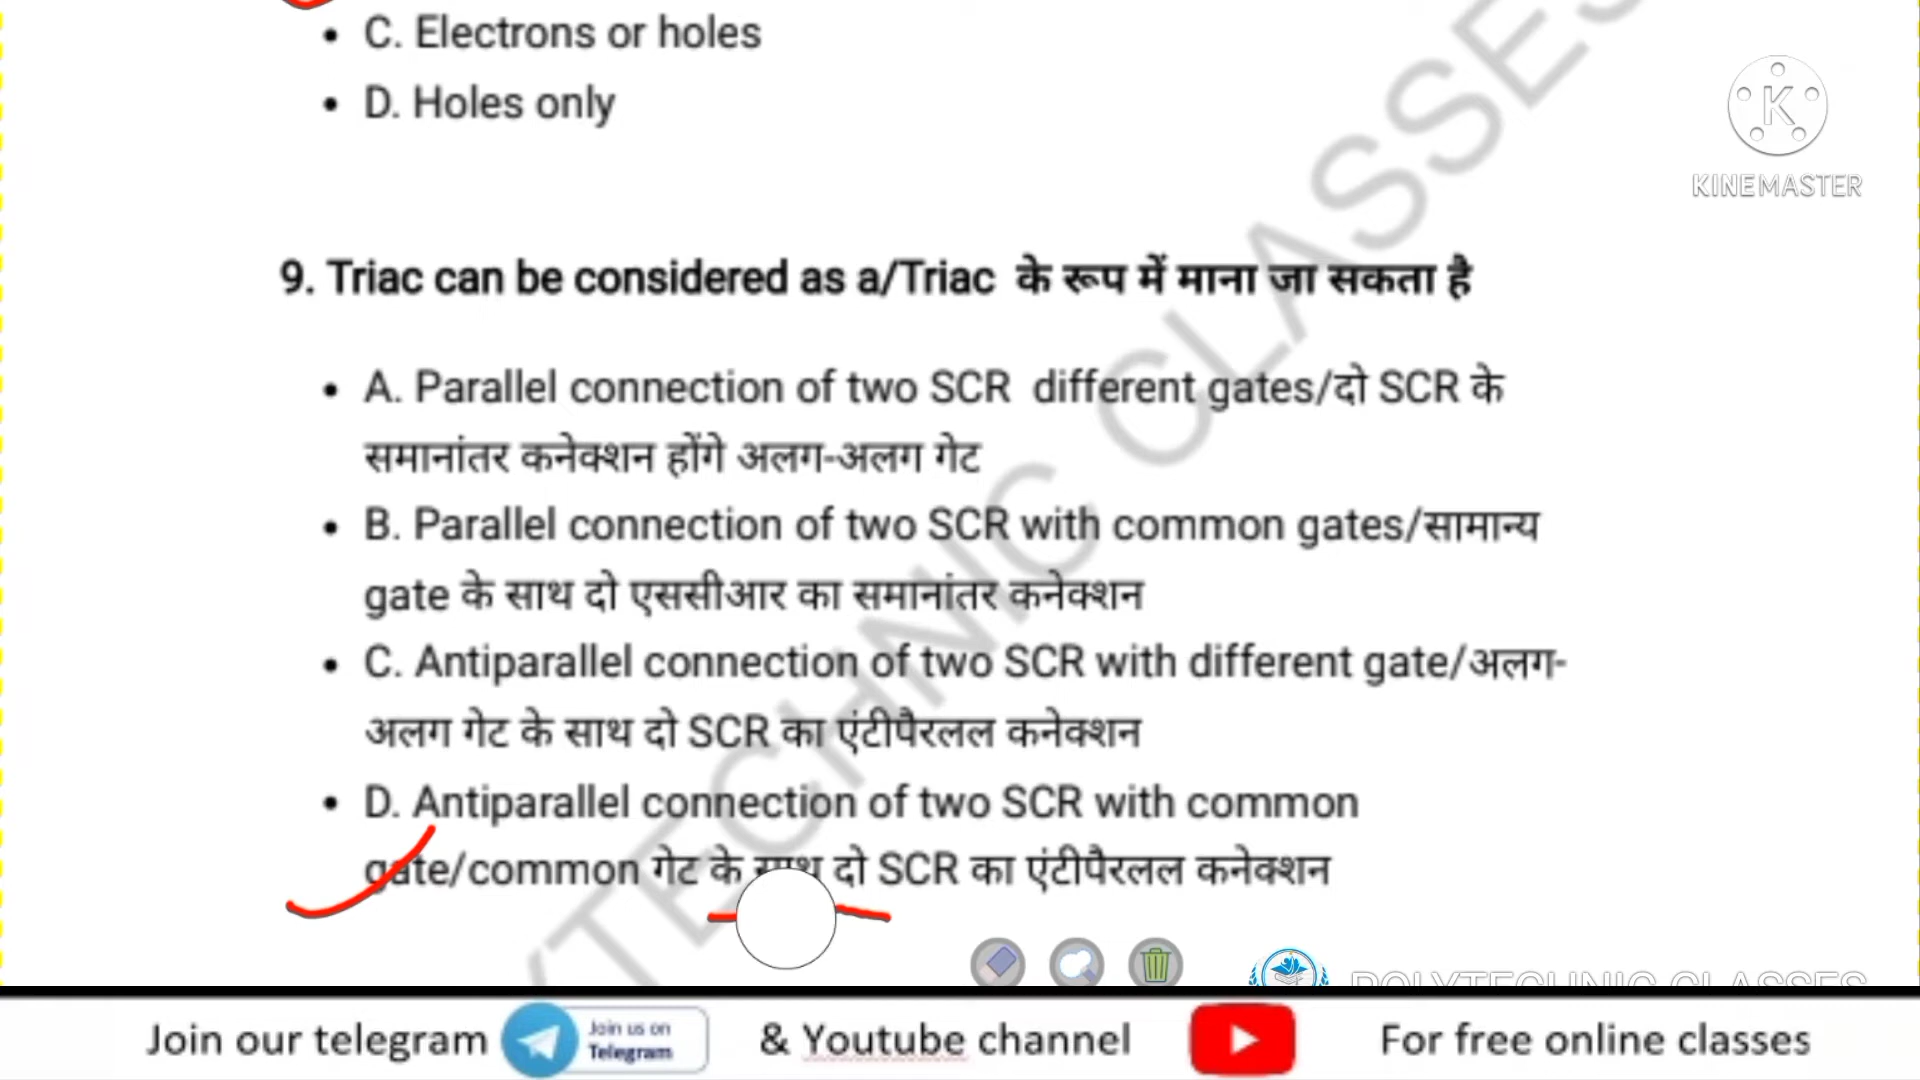 C. Electrons or holes
D. Holes only
KINEMASTER
9. Triac can be considered as a/Triac के रूप में माना जा सकता है
A. Parallel connection of two SCR different gates/दो SCR के
समानांतर कनेक्शन होंगे अलग-अलग गेट
B. Parallel connection of two SCR with common gates/सामान्य
gate के साथ दो एससीआर का समानांतर कनेक्शन
C. Antiparallel connection of two SCR with different gate/अलग-
अलग गेट के साथ दो SCR का एंटीपैरलल कनेक्शन
D. Antiparallel connection of two SCR with common
gate/common गेट के साथ दो SCR का एंटीपैरलल कनेक्शन
POLYTECHNIC CLASSES
YTECHNIC CLASSES
Join our telegram Join us on Telegram & Youtube channel For free online classes